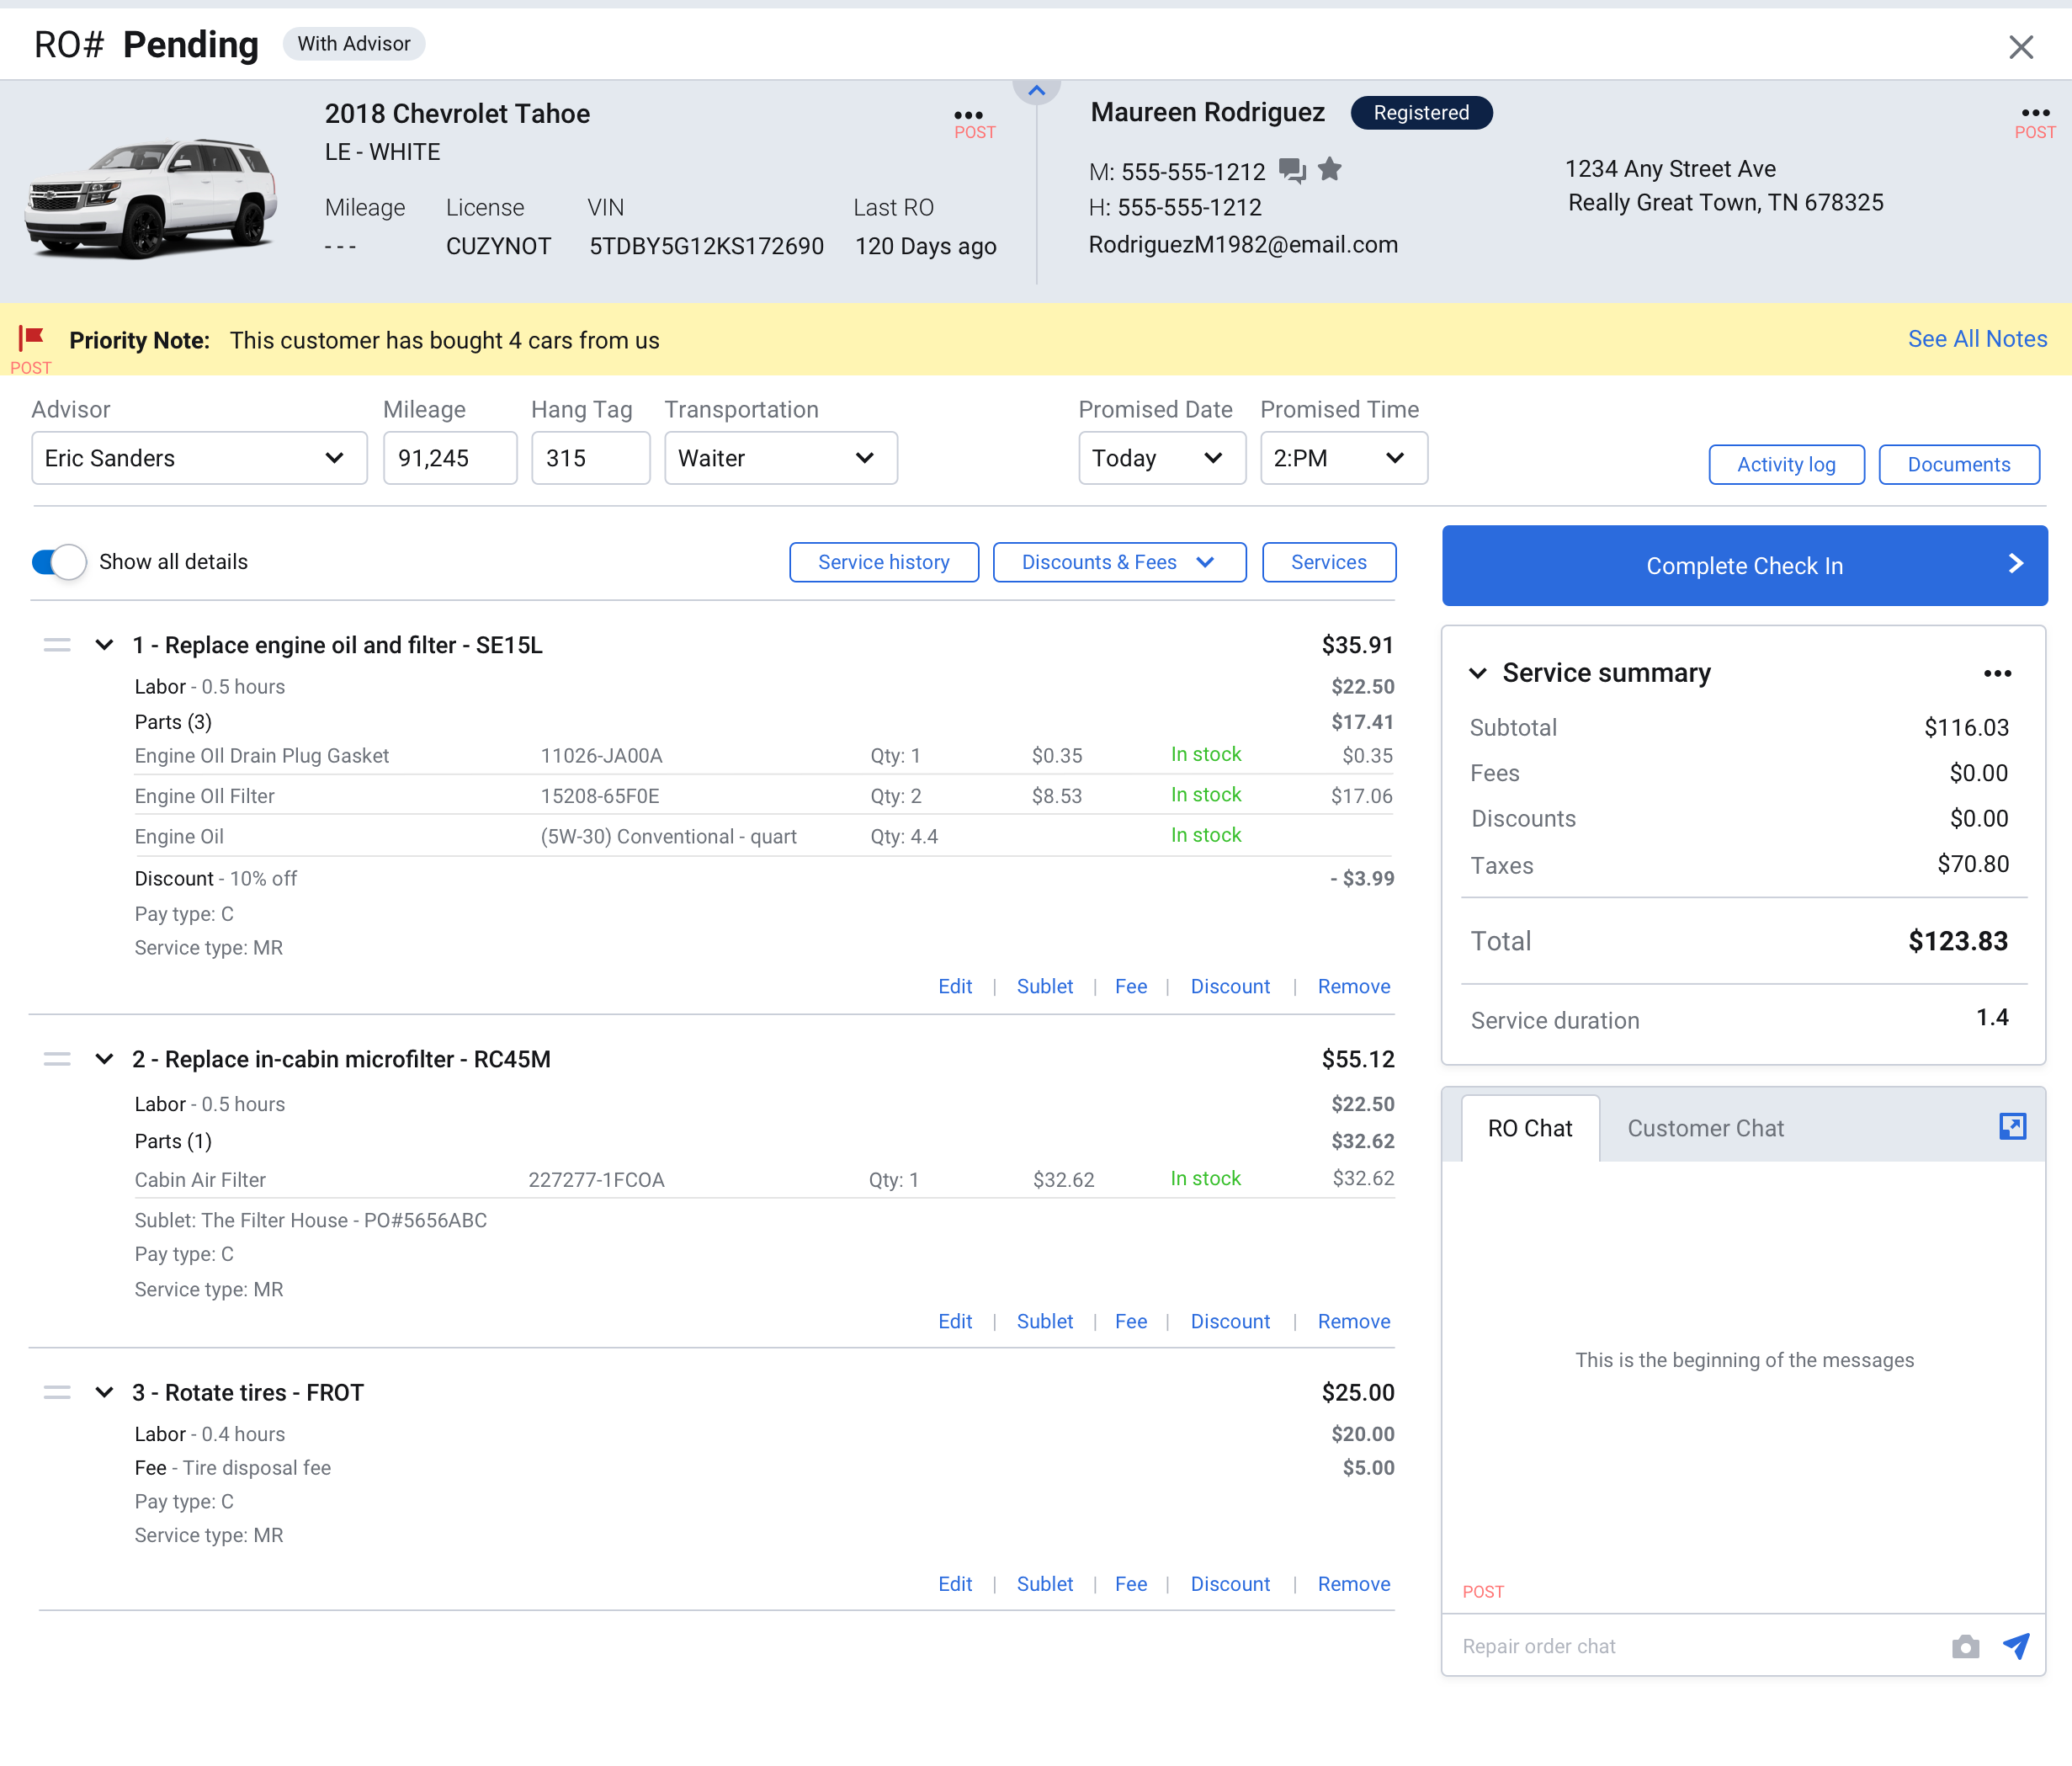 RO# Pending With Advisor
2018 Chevrolet Tahoe
POST
LE - WHITE
Mileage License VIN Last RO
--- CUZYNOT 5TDBY5G12KS172690 120 Days ago
Maureen Rodriguez Registered
POST
M: 555-555-1212
H: 555-555-1212
RodriguezM1982@email.com
1234 Any Street Ave
Really Great Town, TN 678325
Priority Note: This customer has bought 4 cars from us See All Notes
POST
Advisor Mileage Hang Tag Transportation Promised Date Promised Time
Eric Sanders 91,245 315 Waiter Today 2:PM Activity log Documents
Show all details Service history Discounts & Fees Services
1 - Replace engine oil and filter - SE15L $35.91
Labor - 0.5 hours $22.50
Parts (3) $17.41
Engine OIl Drain Plug Gasket 11026-JA00A Qty: 1 $0.35 In stock $0.35
Engine OIl Filter 15208-65F0E Qty: 2 $8.53 In stock $17.06
Engine Oil (5W-30) Conventional - quart Qty: 4.4 In stock
Discount - 10% off - $3.99
Pay type: C
Service type: MR
Edit | Sublet | Fee | Discount | Remove
2 - Replace in-cabin microfilter - RC45M $55.12
Labor - 0.5 hours $22.50
Parts (1) $32.62
Cabin Air Filter 227277-1FCOA Qty: 1 $32.62 In stock $32.62
Sublet: The Filter House - PO#5656ABC
Pay type: C
Service type: MR
Edit | Sublet | Fee | Discount | Remove
3 - Rotate tires - FROT $25.00
Labor - 0.4 hours $20.00
Fee - Tire disposal fee $5.00
Pay type: C
Service type: MR
Edit | Sublet | Fee | Discount | Remove
Complete Check In
Service summary
Subtotal $116.03
Fees $0.00
Discounts $0.00
Taxes $70.80
Total $123.83
Service duration 1.4
RO Chat Customer Chat
This is the beginning of the messages
POST
Repair order chat